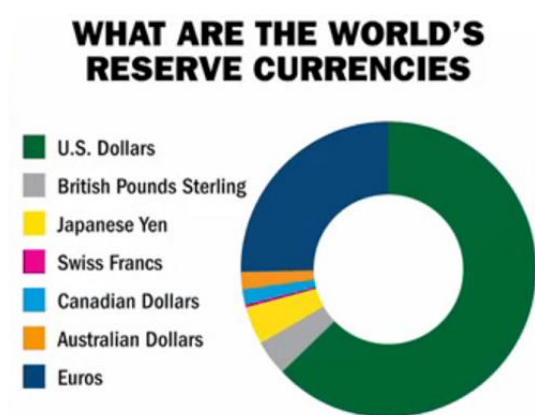 WHAT ARE THE WORLD'S
RESERVE CURRENCIES
U.S. Dollars
British Pounds Sterling
Japanese Yen
Swiss Francs
Canadian Dollars
Australian Dollars
Euros